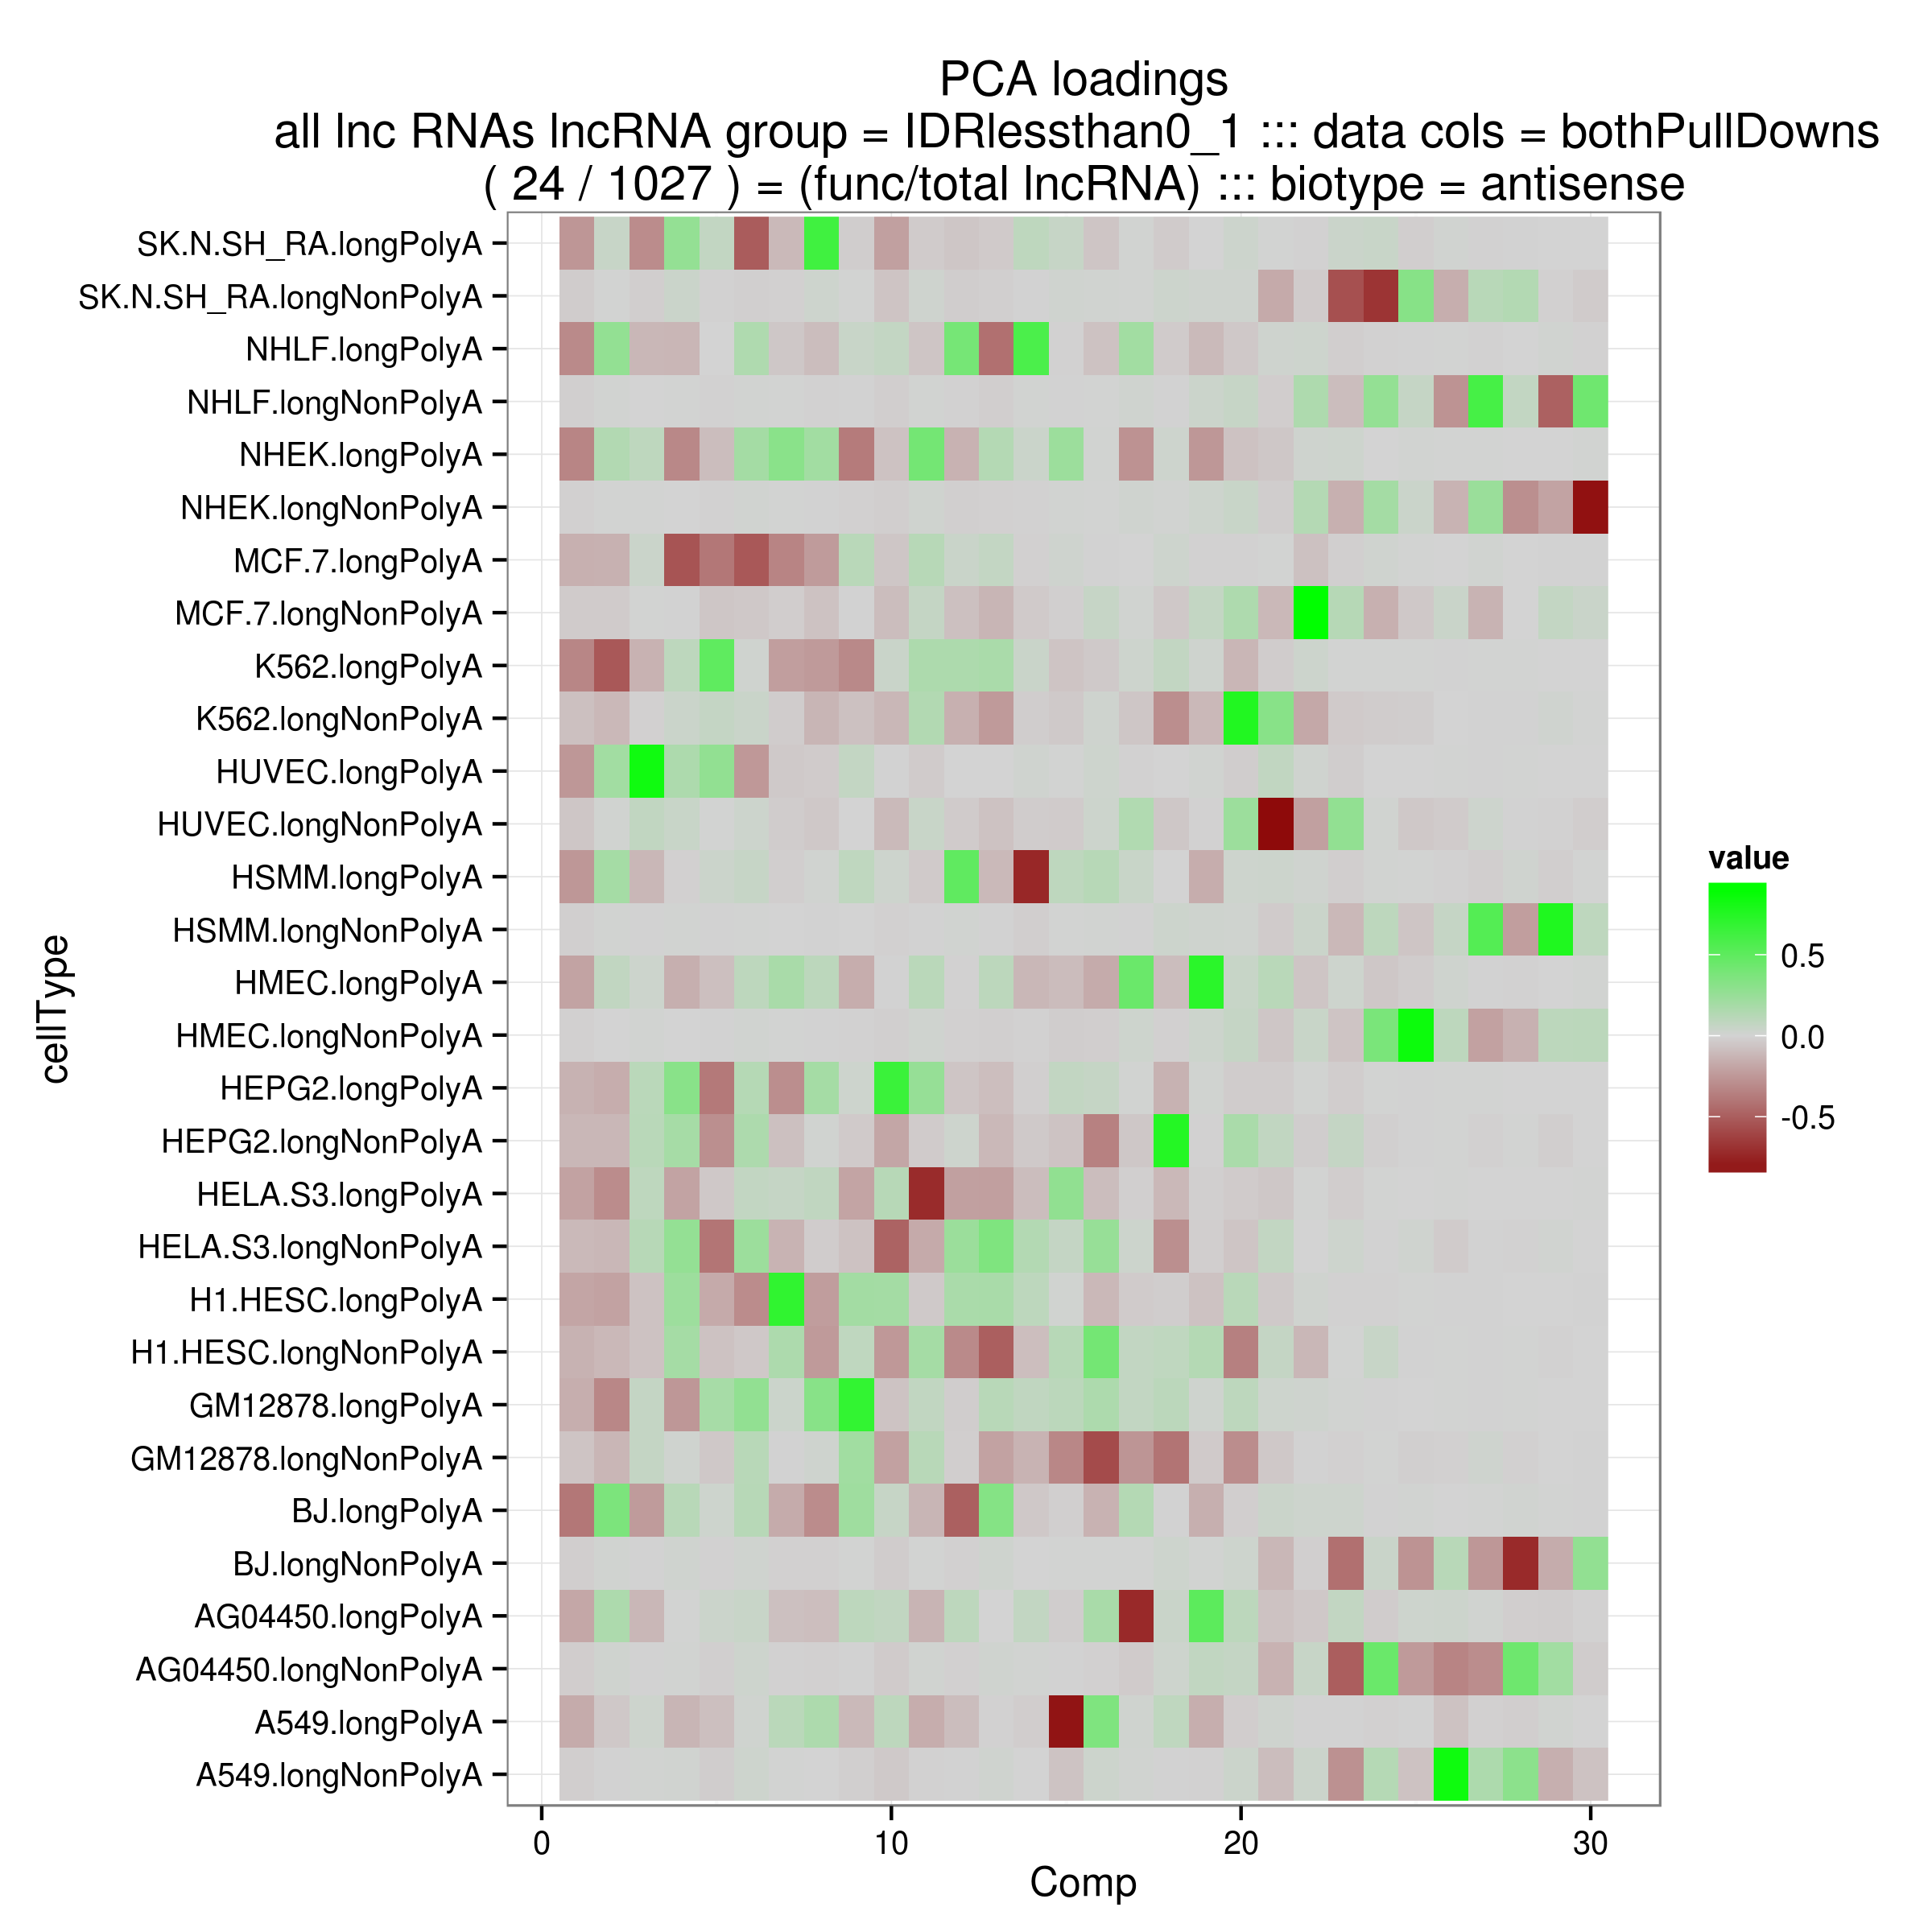 PCA loadings
all lnc RNAs lncRNA group = IDRlessthan0_1 ::: data cols = bothPullDowns
( 24 / 1027 ) = (func/total lncRNA) ::: biotype = antisense
SK.N.SH_RA.longPolyA
SK.N.SH_RA.longNonPolyA
NHLF.longPolyA
NHLF.longNonPolyA
NHEK.longPolyA
NHEK.longNonPolyA
MCF.7.longPolyA
MCF.7.longNonPolyA
K562.longPolyA
K562.longNonPolyA
HUVEC.longPolyA
HUVEC.longNonPolyA
HSMM.longPolyA
HSMM.longNonPolyA
HMEC.longPolyA
HMEC.longNonPolyA
HEPG2.longPolyA
HEPG2.longNonPolyA
HELA.S3.longPolyA
HELA.S3.longNonPolyA
H1.HESC.longPolyA
H1.HESC.longNonPolyA
GM12878.longPolyA
GM12878.longNonPolyA
BJ.longPolyA
BJ.longNonPolyA
AG04450.longPolyA
AG04450.longNonPolyA
A549.longPolyA
A549.longNonPolyA
cellType
0 10 20 30
Comp
value
0.5
0.0
-0.5